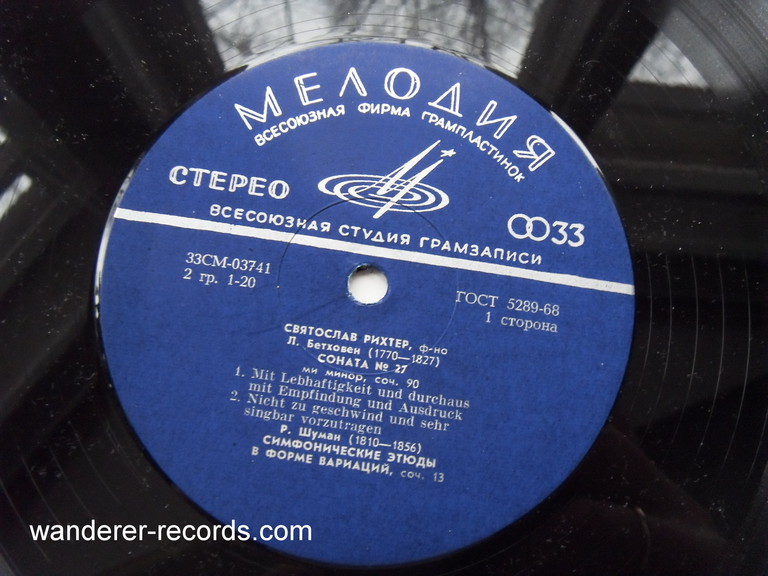 МЕЛОДИЯ
ВСЕСОЮЗНАЯ ФИРМА ГРАМПЛАСТИНОК
СТЕРЕО
33
ВСЕСОЮЗНАЯ СТУДИЯ ГРАМЗАПИСИ
33СМ-03741
2 гр. 1-20
ГОСТ 5289-68
1 сторона
СВЯТОСЛАВ РИХТЕР, ф-но
Л. Бетховен (1770—1827)
СОНАТА № 27
ми минор, соч. 90
1. Mit Lebhaftigkeit und durchaus
mit Empfindung und Ausdruck
2. Nicht zu geschwind und sehr
singbar vorzutragen
Р. Шуман (1810—1856)
СИМФОНИЧЕСКИЕ ЭТЮДЫ
В ФОРМЕ ВАРИАЦИЙ, соч. 13
wanderer-records.com